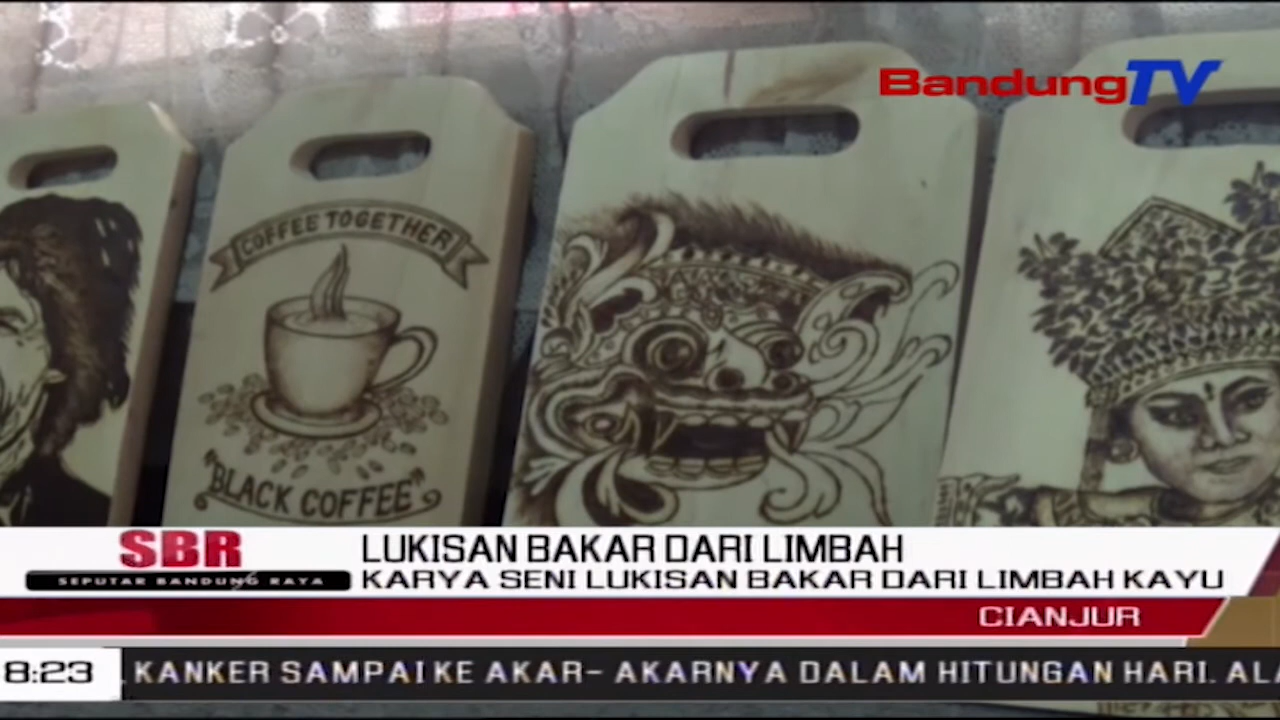 BandungTV
COFFEE TOGETHER
"BLACK COFFEE"
SBR
SEPUTAR BANDUNG RAYA
LUKISAN BAKAR DARI LIMBAH
KARYA SENI LUKISAN BAKAR DARI LIMBAH KAYU
CIANJUR
8:23
KANKER SAMPAI KE AKAR- AKARNYA DALAM HITUNGAN HARI.